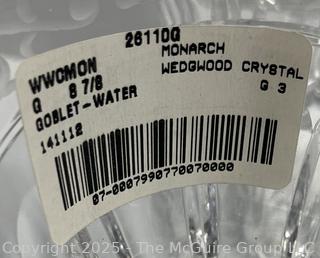 26110G
WWCMON MONARCH
G 8 7/8 WEDGWOOD CRYSTAL
GOBLET-WATER G 3
141112
07-0007990770070000
Copyright 2025 - The McGuire Group LLC